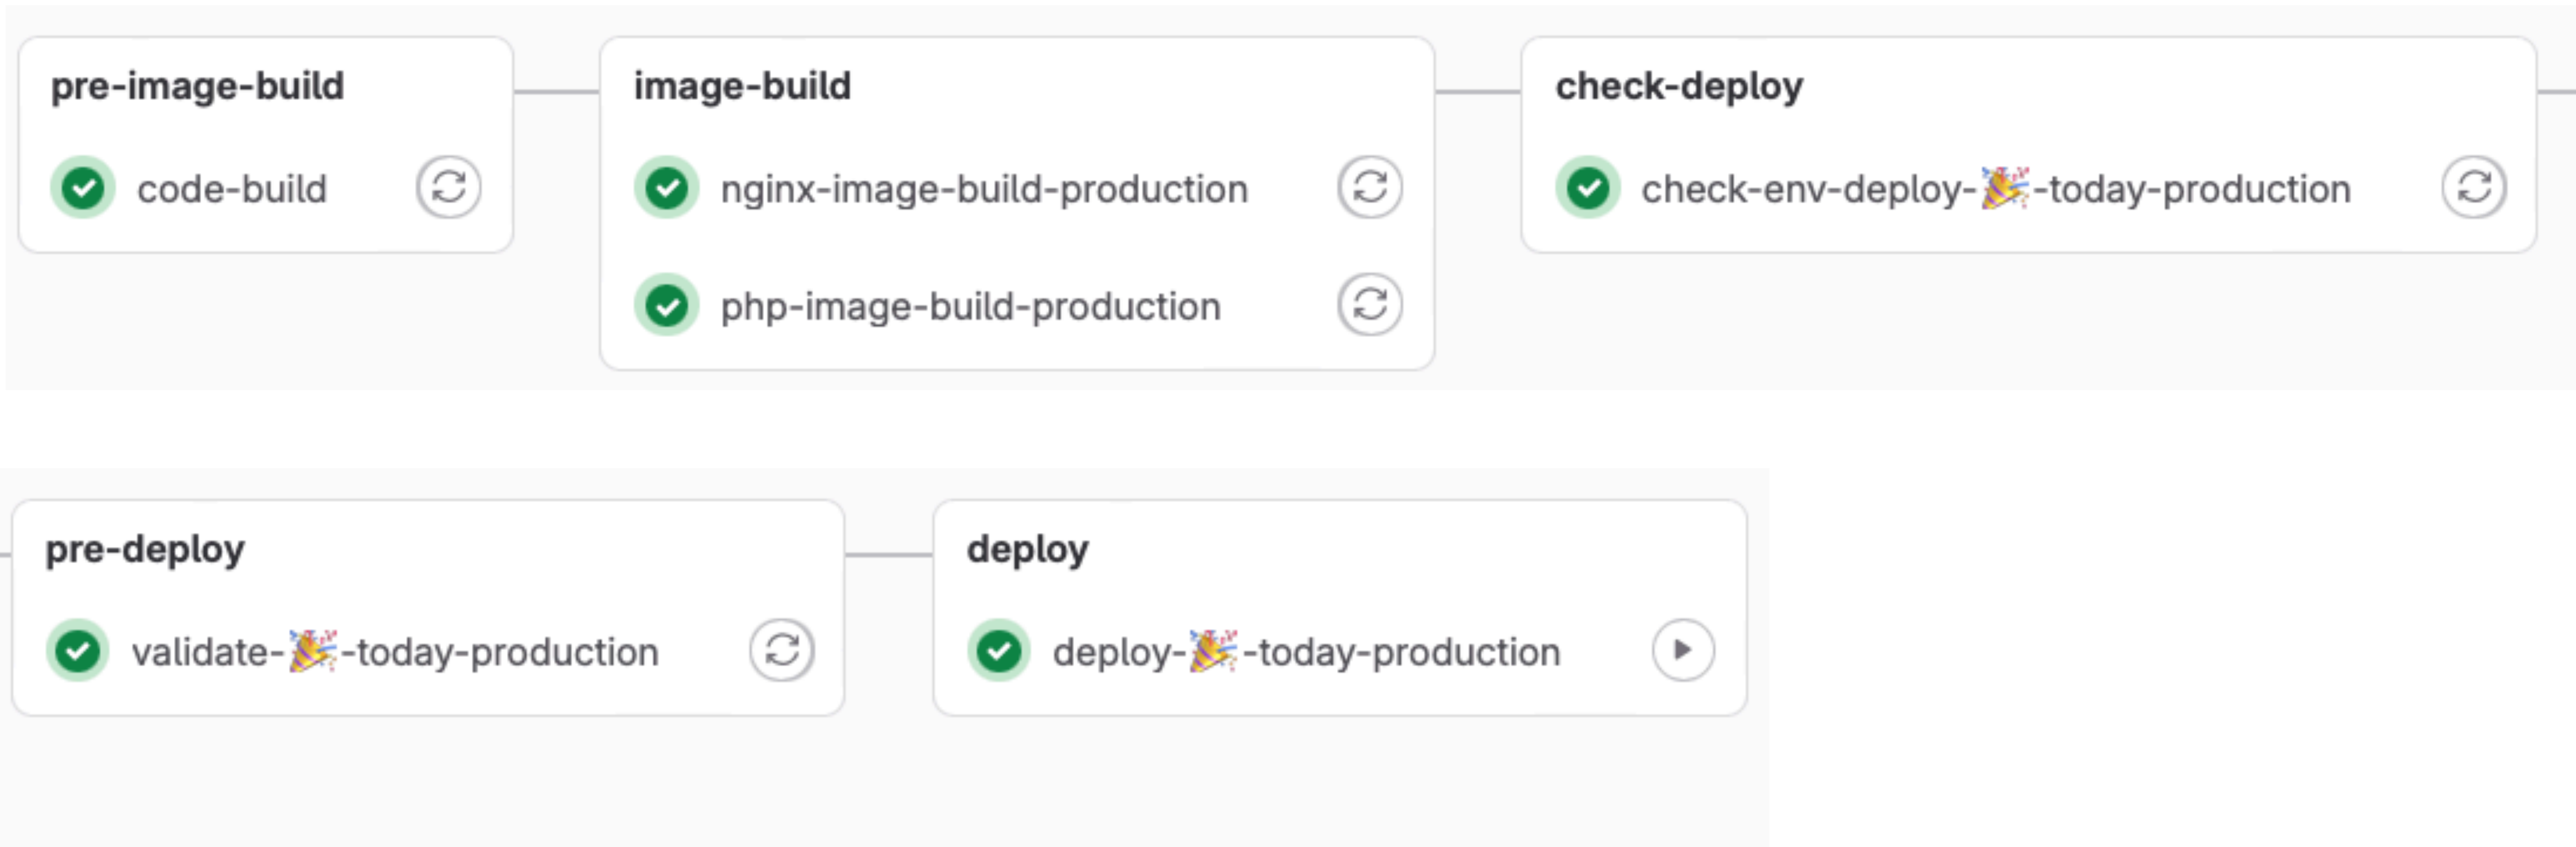 pre-image-build
code-build
image-build
nginx-image-build-production
php-image-build-production
check-deploy
check-env-deploy-🎉-today-production
pre-deploy
validate-🎉-today-production
deploy
deploy-🎉-today-production